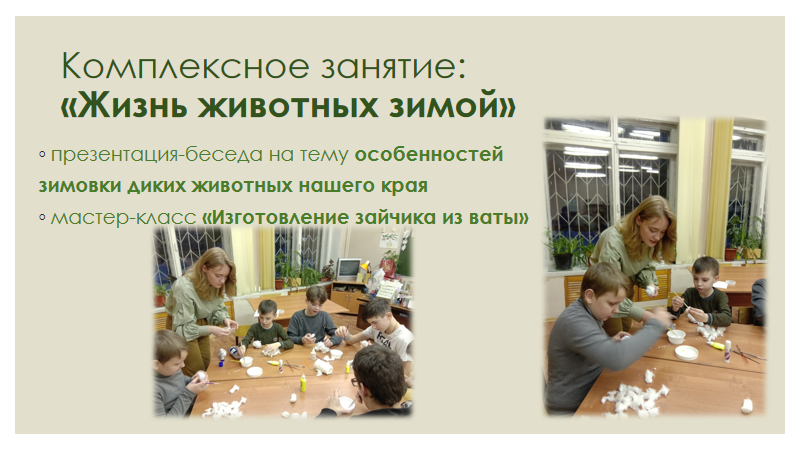 Комплексное занятие:
«Жизнь животных зимой»
◦ презентация-беседа на тему особенностей
зимовки диких животных нашего края
◦ мастер-класс «Изготовление зайчика из ваты»